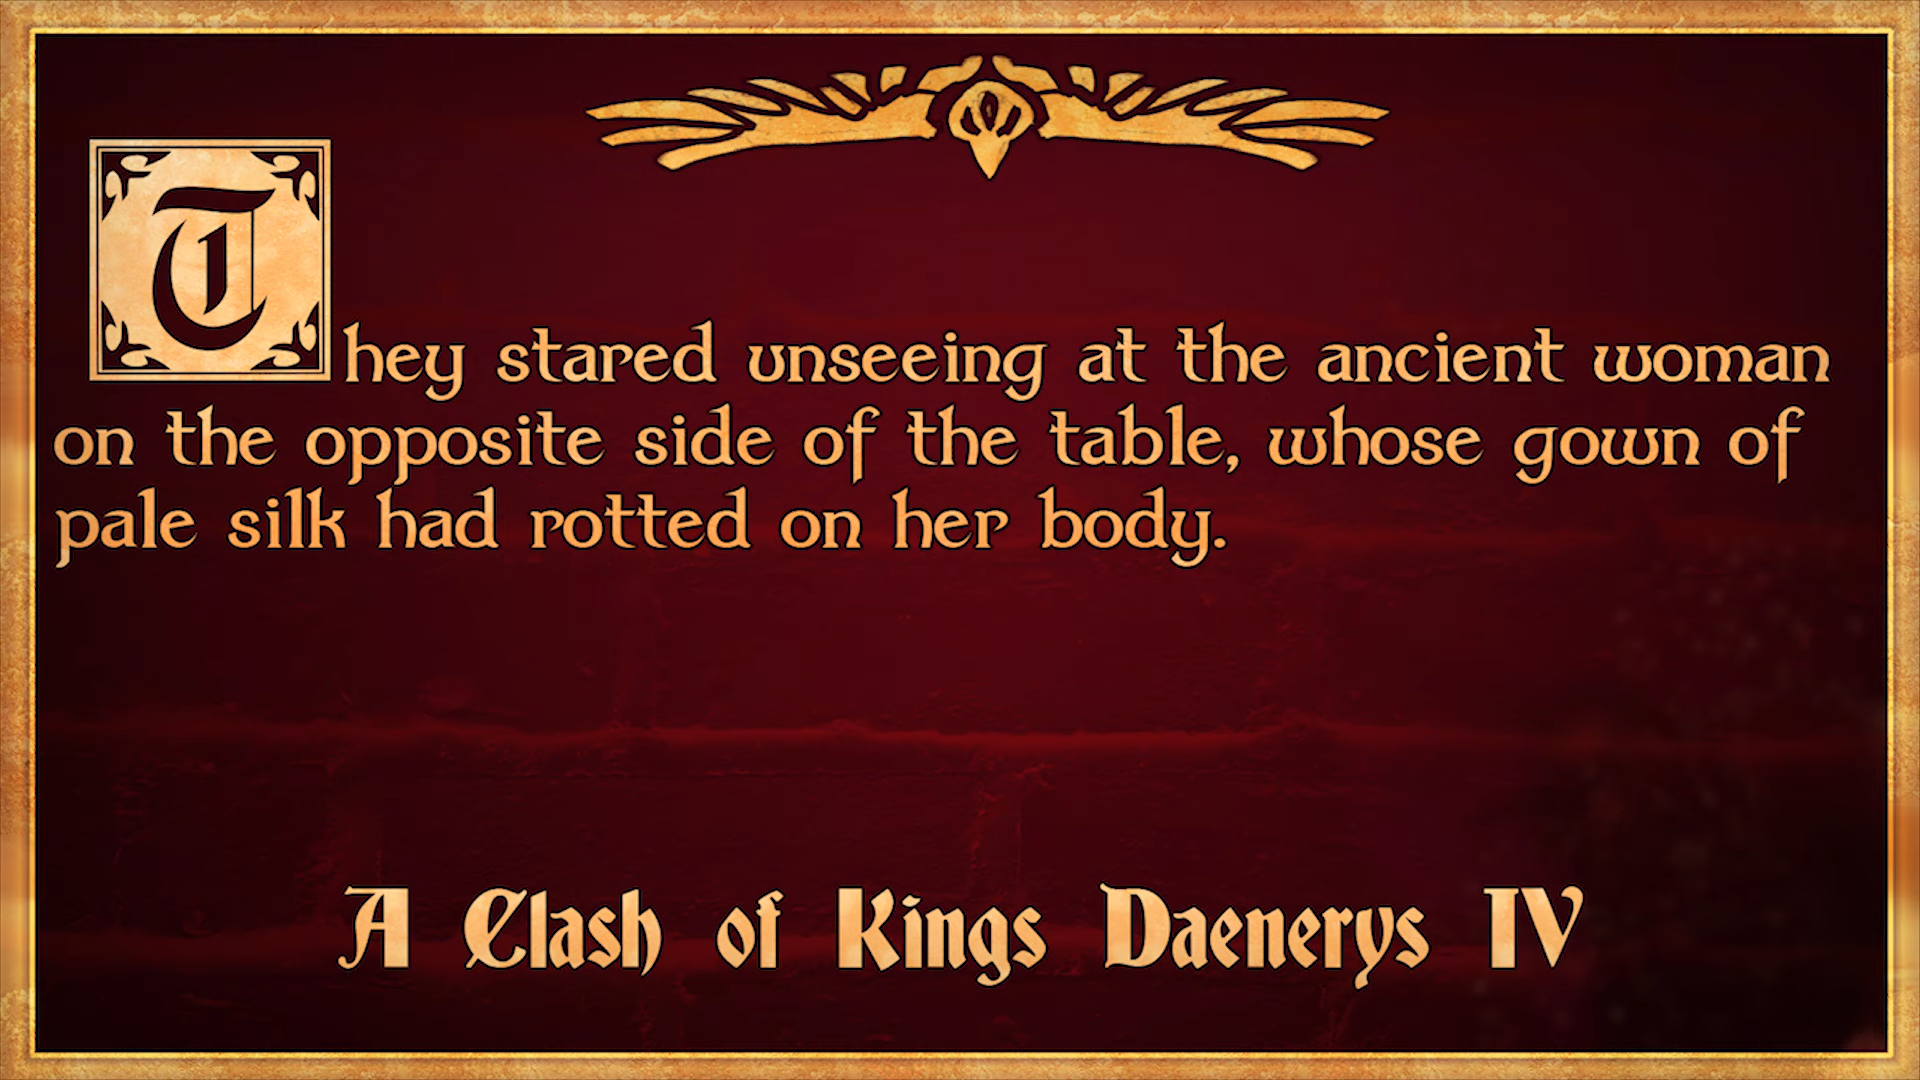 They stared unseeing at the ancient woman
on the opposite side of the table, whose gown of
pale silk had rotted on her body.
A Clash of Kings Daenerys IV